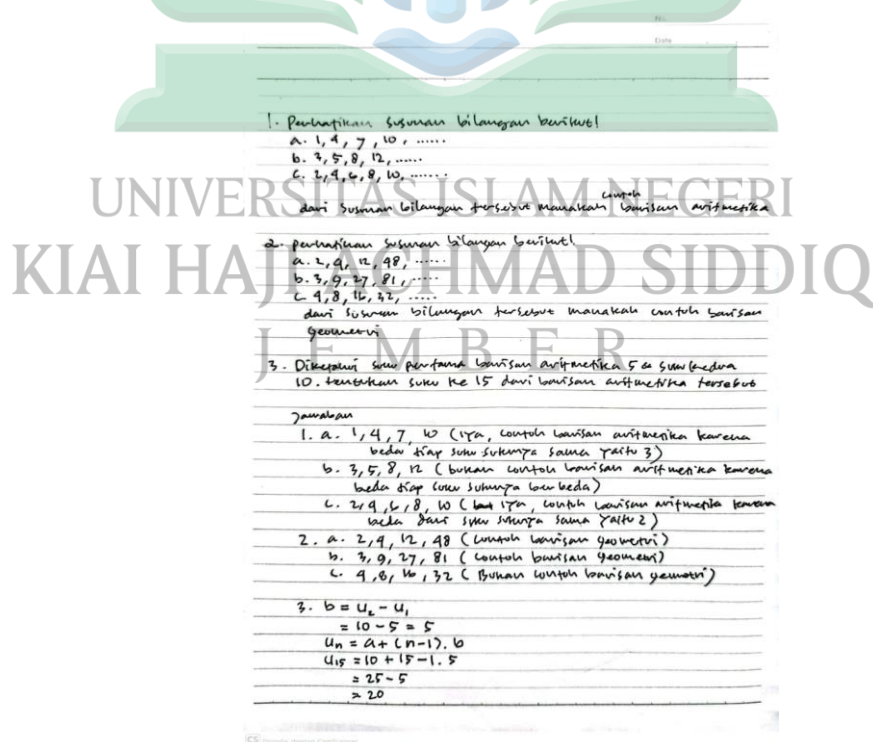 No.
Date
1. Perhatikan susunan bilangan berikut!
a. 1, 4, 7, 10, ......
b. 3, 5, 8, 12, ......
c. 2, 4, 6, 8, 10, ......
contoh
dari susunan bilangan tersebut manakah barisan aritmetika
2. perhatikan susunan bilangan berikut!
a. 2, 4, 12, 48, ......
b. 3, 9, 27, 81, ......
c. 4, 8, 16, 32, .....
dari susunan bilangan tersebut manakah contoh barisan
geometri
3. Diketahui suku pertama barisan aritmetika 5 & suku kedua
10. tentukan suku ke 15 dari barisan aritmetika tersebut
Jawaban
1. a. 1, 4, 7, 10 (iya, contoh barisan aritmetika karena
beda tiap suku sukunya sama yaitu 3)
b. 3, 5, 8, 12 (bukan contoh barisan aritmetika karena
beda tiap suku sukunya berbeda)
c. 2, 4, 6, 8, 10 (iya, contoh barisan aritmetika karena
beda dari suku sukunya sama yaitu 2)
2. a. 2, 4, 12, 48 (contoh barisan geometri)
b. 3, 9, 27, 81 (contoh barisan geometri)
c. 4, 8, 16, 32 (Bukan contoh barisan geometri)
3. b = U₂ - U₁
= 10 - 5 = 5
Un = a + (n-1). b
U15 = 10 + 15 - 1. 5
= 25 - 5
= 20
UNIVERSITAS ISLAM NEGERI
KIAI HAJI ACHMAD SIDDIQ
JEMBER
CS